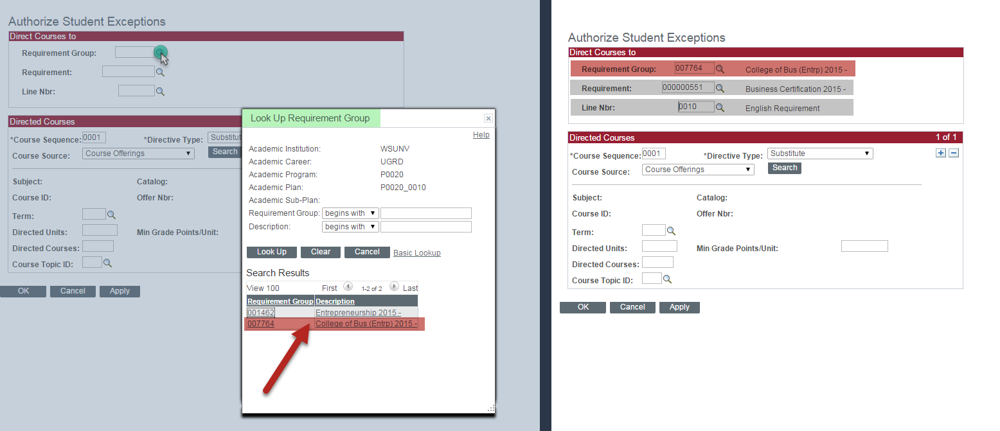 Authorize Student Exceptions
Direct Courses to
Requirement Group:
Requirement:
Line Nbr:
Directed Courses
*Course Sequence: 0001 *Directive Type: Substitut
Course Source: Course Offerings Search
Subject: Catalog:
Course ID: Offer Nbr:
Term:
Directed Units: Min Grade Points/Unit:
Directed Courses:
Course Topic ID:
OK Cancel Apply
Look Up Requirement Group
Help
Academic Institution: WSUNV
Academic Career: UGRD
Academic Program: P0020
Academic Plan: P0020_0010
Academic Sub-Plan:
Requirement Group: begins with
Description: begins with
Look Up Clear Cancel Basic Lookup
Search Results
View 100 First 1-2 of 2 Last
Requirement Group Description
001462 Entrepreneurship 2015 -
007764 College of Bus (Entrp) 2015 -
Authorize Student Exceptions
Direct Courses to
Requirement Group: 007764 College of Bus (Entrp) 2015 -
Requirement: 000000551 Business Certification 2015 -
Line Nbr: 0010 English Requirement
Directed Courses 1 of 1
*Course Sequence: 0001 *Directive Type: Substitute
Course Source: Course Offerings Search
Subject: Catalog:
Course ID: Offer Nbr:
Term:
Directed Units: Min Grade Points/Unit:
Directed Courses:
Course Topic ID:
OK Cancel Apply